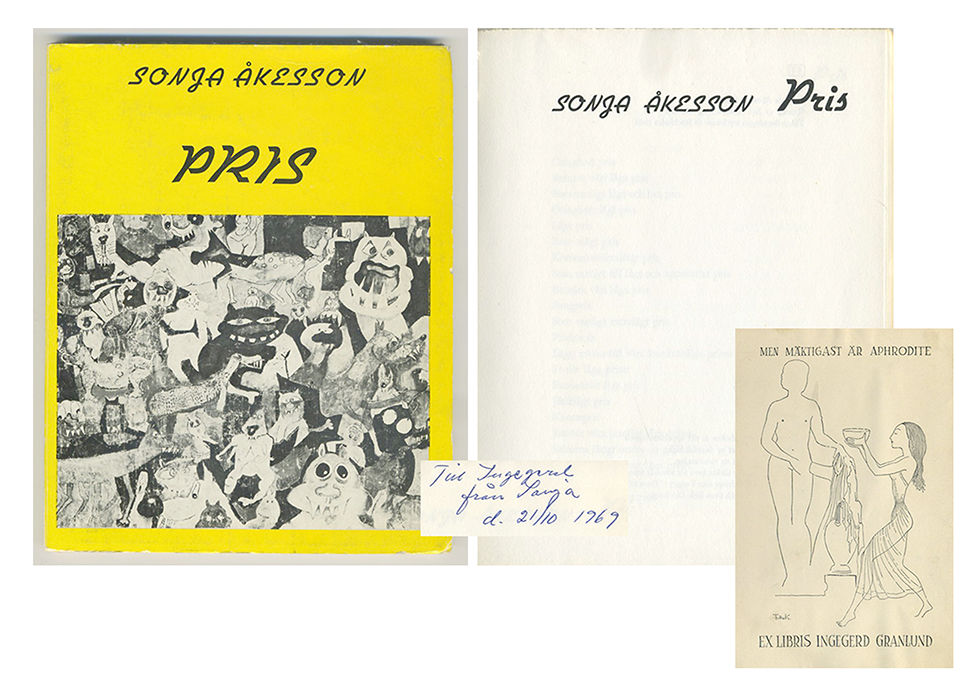 SONJA ÅKESSON
PRIS
SONJA ÅKESSON Pris
Till Ingegerd
från Sonja
d. 21/10 1969
MEN MÄKTIGAST ÄR APHRODITE
EX LIBRIS INGEGERD GRANLUND